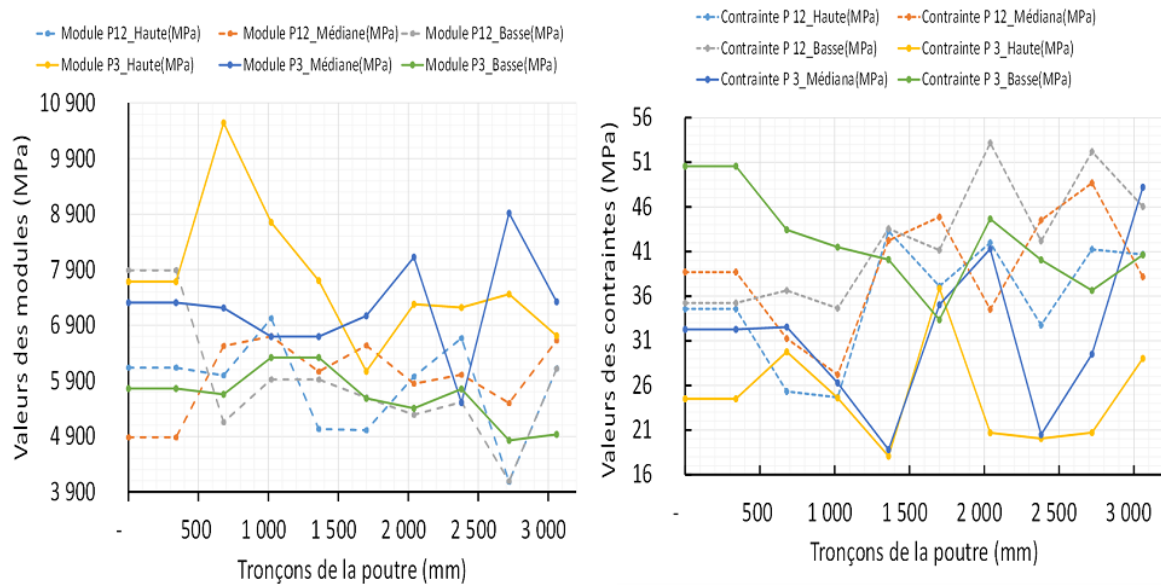 Module P12_Haute(MPa) Module P12_Médiane(MPa) Module P12_Basse(MPa)
Module P3_Haute(MPa) Module P3_Médiane(MPa) Module P3_Basse(MPa)
Valeurs des modules (MPa)
10 900
9 900
8 900
7 900
6 900
5 900
4 900
3 900
- 500 1 000 1 500 2 000 2 500 3 000
Tronçons de la poutre (mm)
Contrainte P 12_Haute(MPa) Contrainte P 12_Médiana(MPa)
Contrainte P 12_Basse(MPa) Contrainte P 3_Haute(MPa)
Contrainte P 3_Médiana(MPa) Contrainte P 3_Basse(MPa)
Valeurs des contraintes (MPa)
56
51
46
41
36
31
26
21
16
- 500 1 000 1 500 2 000 2 500 3 000
Tronçons de la poutre (mm)